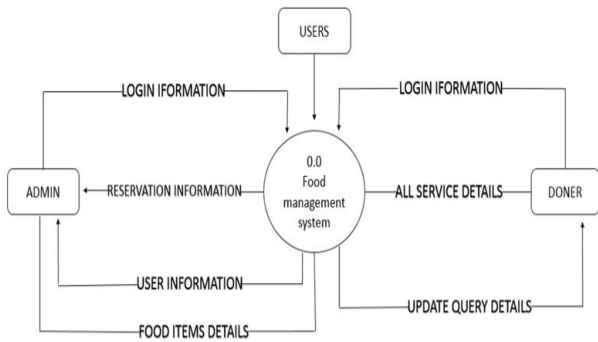 USERS
LOGIN IFORMATION
LOGIN IFORMATION
0.0
Food
management
system
ADMIN
RESERVATION INFORMATION
ALL SERVICE DETAILS
DONER
USER INFORMATION
UPDATE QUERY DETAILS
FOOD ITEMS DETAILS